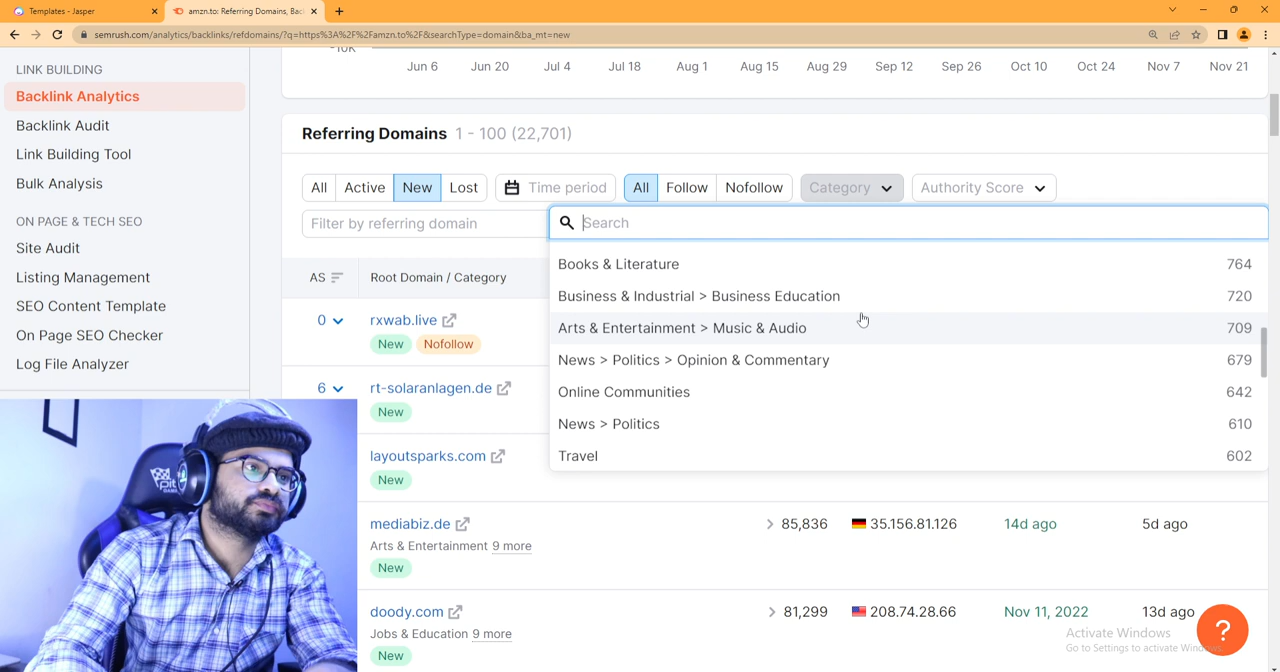 Templates - Jasper
amzn.to: Referring Domains, Bac
semrush.com/analytics/backlinks/refdomains/?q=https%3A%2F%2Famzn.to%2F&searchType=domain&ba_mt=new
LINK BUILDING
Backlink Analytics
Backlink Audit
Link Building Tool
Bulk Analysis
ON PAGE & TECH SEO
Site Audit
Listing Management
SEO Content Template
On Page SEO Checker
Log File Analyzer
-10K
Jun 6 Jun 20 Jul 4 Jul 18 Aug 1 Aug 15 Aug 29 Sep 12 Sep 26 Oct 10 Oct 24 Nov 7 Nov 21
Referring Domains 1 - 100 (22,701)
All Active New Lost Time period All Follow Nofollow Category Authority Score
Filter by referring domain
Search
Books & Literature 764
Business & Industrial > Business Education 720
Arts & Entertainment > Music & Audio 709
News > Politics > Opinion & Commentary 679
Online Communities 642
News > Politics 610
Travel 602
AS Root Domain / Category
0 rxwab.live
New Nofollow
6 rt-solaranlagen.de
New
layoutsparks.com
New
mediabiz.de > 85,836 35.156.81.126 14d ago 5d ago
Arts & Entertainment 9 more
New
doody.com > 81,299 208.74.28.66 Nov 11, 2022 13d ago
Jobs & Education 9 more
New
?
Activate Windows
Go to Settings to activate Windows